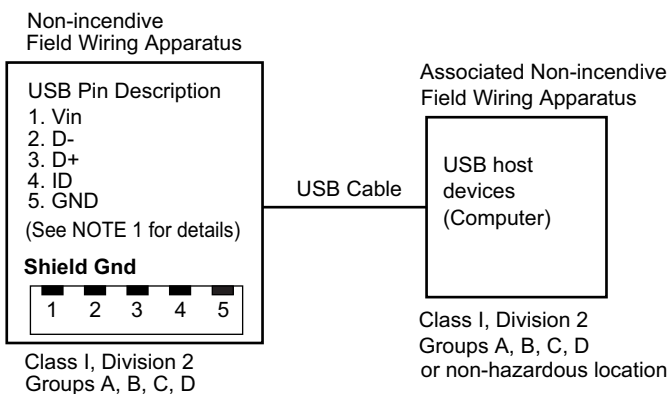 Non-incendive
Field Wiring Apparatus
USB Pin Description
1. Vin
2. D-
3. D+
4. ID
5. GND
(See NOTE 1 for details)
Shield Gnd
1 2 3 4 5
Class I, Division 2
Groups A, B, C, D
USB Cable
Associated Non-incendive
Field Wiring Apparatus
USB host
devices
(Computer)
Class I, Division 2
Groups A, B, C, D
or non-hazardous location